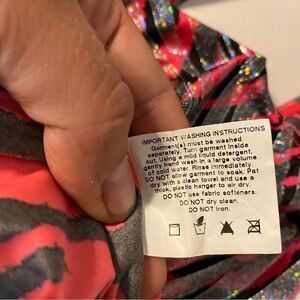 IMPORTANT WASHING INSTRUCTIONS
Garment(s) must be washed
separately. Turn garment inside
out. Using a mild liquid detergent,
gently hand wash in a large volume
of cold water. Rinse immediately.
DO NOT allow garment to soak. Pat
dry with a clean towel and use a
thick, plastic hanger to air dry.
DO NOT use fabric softeners.
DO NOT dry clean.
DO NOT iron.